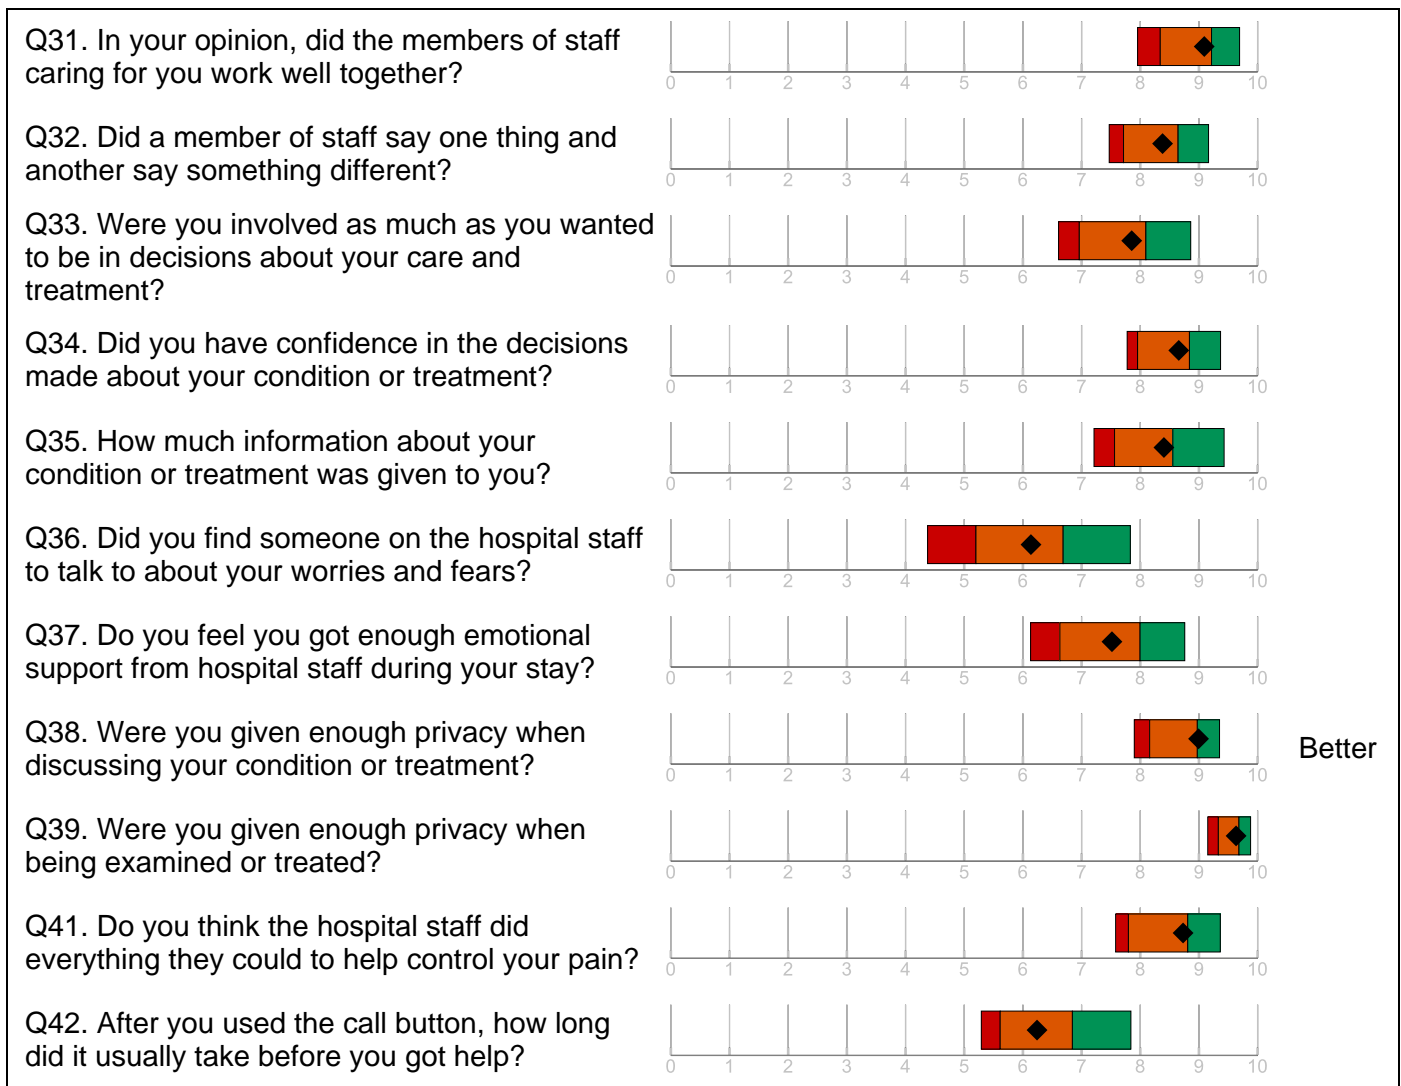 Q31. In your opinion, did the members of staff
caring for you work well together?
0 1 2 3 4 5 6 7 8 9 10
Q32. Did a member of staff say one thing and
another say something different?
0 1 2 3 4 5 6 7 8 9 10
Q33. Were you involved as much as you wanted
to be in decisions about your care and
treatment?
0 1 2 3 4 5 6 7 8 9 10
Q34. Did you have confidence in the decisions
made about your condition or treatment?
0 1 2 3 4 5 6 7 8 9 10
Q35. How much information about your
condition or treatment was given to you?
0 1 2 3 4 5 6 7 8 9 10
Q36. Did you find someone on the hospital staff
to talk to about your worries and fears?
0 1 2 3 4 5 6 7 8 9 10
Q37. Do you feel you got enough emotional
support from hospital staff during your stay?
0 1 2 3 4 5 6 7 8 9 10
Q38. Were you given enough privacy when
discussing your condition or treatment?
Better
0 1 2 3 4 5 6 7 8 9 10
Q39. Were you given enough privacy when
being examined or treated?
0 1 2 3 4 5 6 7 8 9 10
Q41. Do you think the hospital staff did
everything they could to help control your pain?
0 1 2 3 4 5 6 7 8 9 10
Q42. After you used the call button, how long
did it usually take before you got help?
0 1 2 3 4 5 6 7 8 9 10